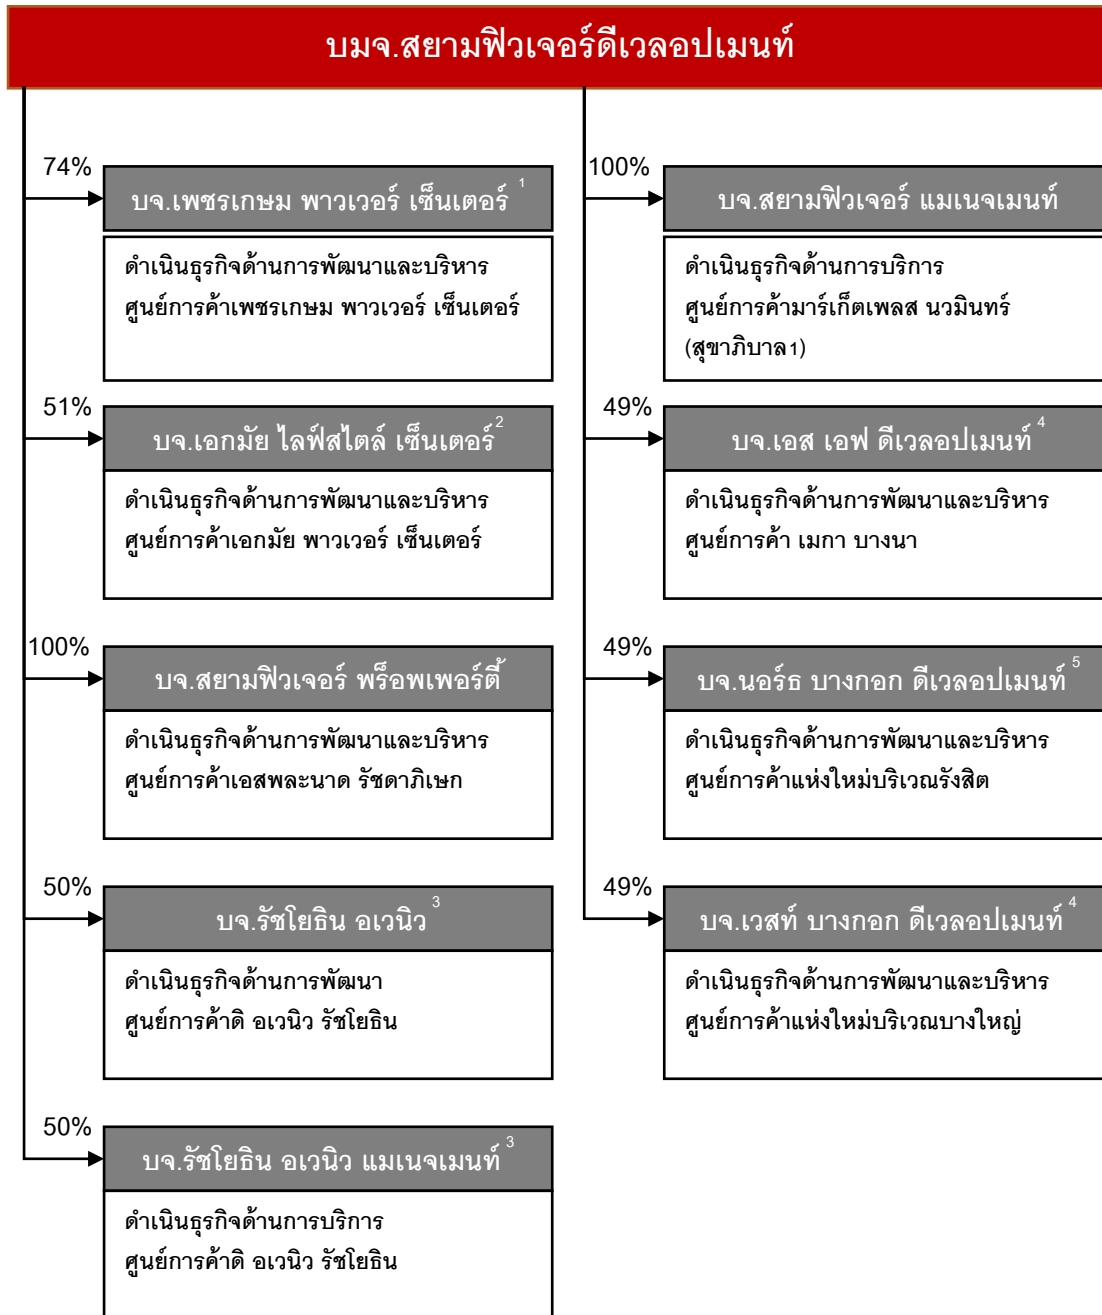 บมจ.สยามฟิวเจอร์ดีเวลอปเมนท์
74%
บจ.เพชรเกษม พาวเวอร์ เซ็นเตอร์ 1
ดำเนินธุรกิจด้านการพัฒนาและบริหาร
ศูนย์การค้าเพชรเกษม พาวเวอร์ เซ็นเตอร์
51%
บจ.เอกมัย ไลฟ์สไตล์ เซ็นเตอร์ 2
ดำเนินธุรกิจด้านการพัฒนาและบริหาร
ศูนย์การค้าเอกมัย พาวเวอร์ เซ็นเตอร์
100%
บจ.สยามฟิวเจอร์ พร็อพเพอร์ตี้
ดำเนินธุรกิจด้านการพัฒนาและบริหาร
ศูนย์การค้าเอสพละนาด รัชดาภิเษก
50%
บจ.รัชโยธิน อเวนิว 3
ดำเนินธุรกิจด้านการพัฒนา
ศูนย์การค้าดิ อเวนิว รัชโยธิน
50%
บจ.รัชโยธิน อเวนิว แมเนจเมนท์ 3
ดำเนินธุรกิจด้านการบริการ
ศูนย์การค้าดิ อเวนิว รัชโยธิน
100%
บจ.สยามฟิวเจอร์ แมเนจเมนท์
ดำเนินธุรกิจด้านการบริการ
ศูนย์การค้ามาร์เก็ตเพลส นวมินทร์
(สุขาภิบาล1)
49%
บจ.เอส เอฟ ดีเวลอปเมนท์ 4
ดำเนินธุรกิจด้านการพัฒนาและบริหาร
ศูนย์การค้า เมกา บางนา
49%
บจ.นอร์ธ บางกอก ดีเวลอปเมนท์ 5
ดำเนินธุรกิจด้านการพัฒนาและบริหาร
ศูนย์การค้าแห่งใหม่บริเวณรังสิต
49%
บจ.เวสท์ บางกอก ดีเวลอปเมนท์ 4
ดำเนินธุรกิจด้านการพัฒนาและบริหาร
ศูนย์การค้าแห่งใหม่บริเวณบางใหญ่